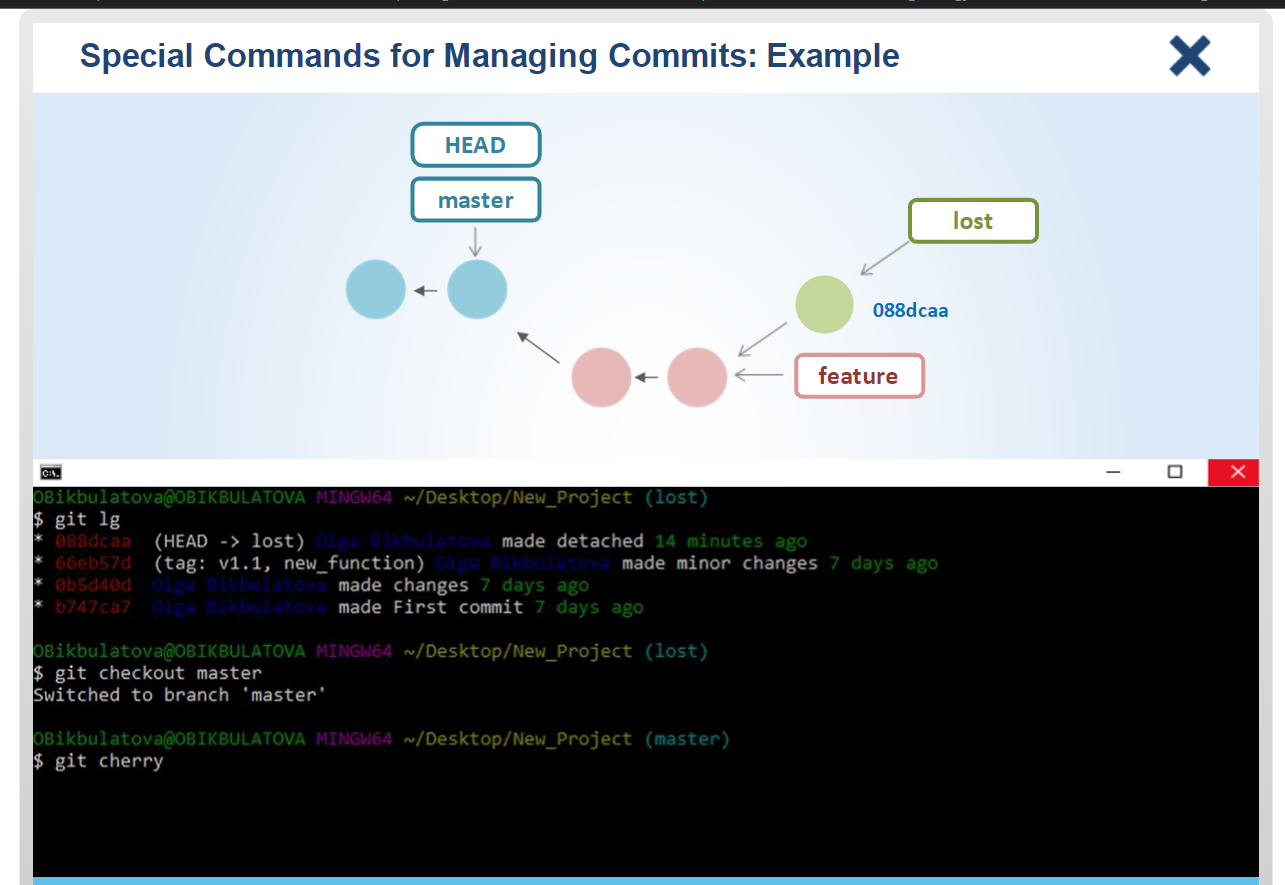 Special Commands for Managing Commits: Example
HEAD
master
lost
088dcaa
feature
C:\.
OBikbulatova@OBIKBULATOVA MINGW64 ~/Desktop/New_Project (lost)
$ git lg
* 088dcaa (HEAD -> lost) Olga Bikbulatova made detached 14 minutes ago
* 66eb57d (tag: v1.1, new_function) Olga Bikbulatova made minor changes 7 days ago
* 0b5d40d Olga Bikbulatova made changes 7 days ago
* b747ca7 Olga Bikbulatova made First commit 7 days ago
OBikbulatova@OBIKBULATOVA MINGW64 ~/Desktop/New_Project (lost)
$ git checkout master
Switched to branch 'master'
OBikbulatova@OBIKBULATOVA MINGW64 ~/Desktop/New_Project (master)
$ git cherry